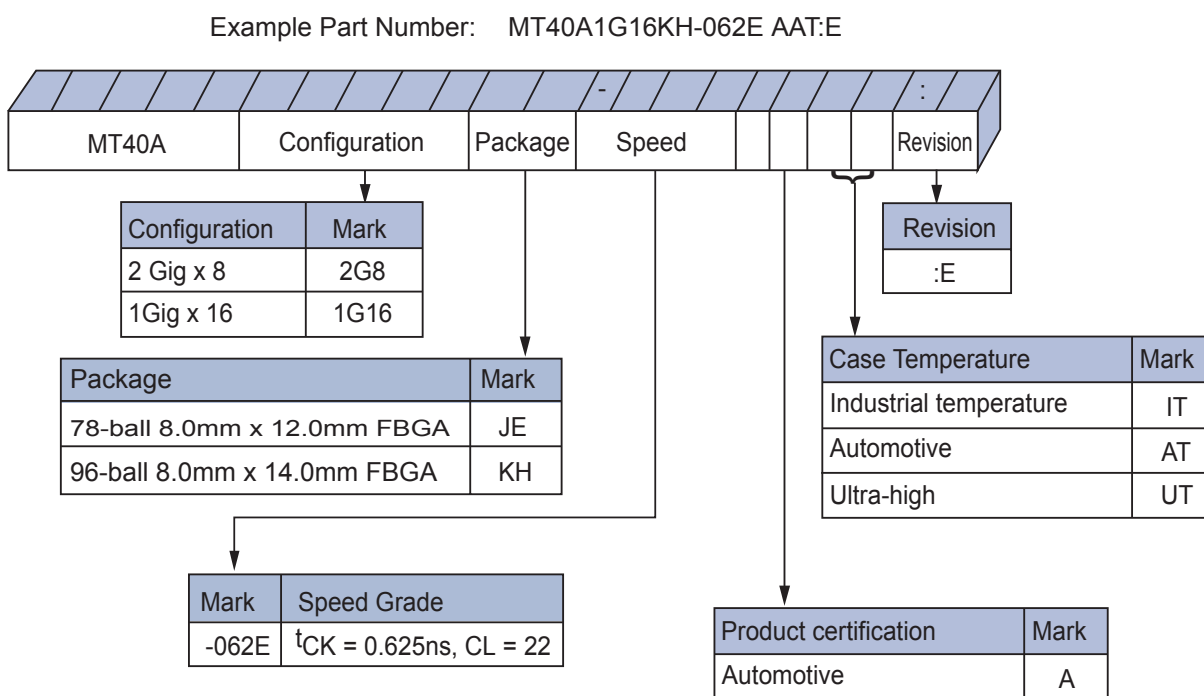 Example Part Number: MT40A1G16KH-062E AAT:E
- :
MT40A Configuration Package Speed Revision
Configuration Mark
2 Gig x 8 2G8
1Gig x 16 1G16
Revision
:E
Package Mark
78-ball 8.0mm x 12.0mm FBGA JE
96-ball 8.0mm x 14.0mm FBGA KH
Case Temperature Mark
Industrial temperature IT
Automotive AT
Ultra-high UT
Mark Speed Grade
-062E tCK = 0.625ns, CL = 22
Product certification Mark
Automotive A